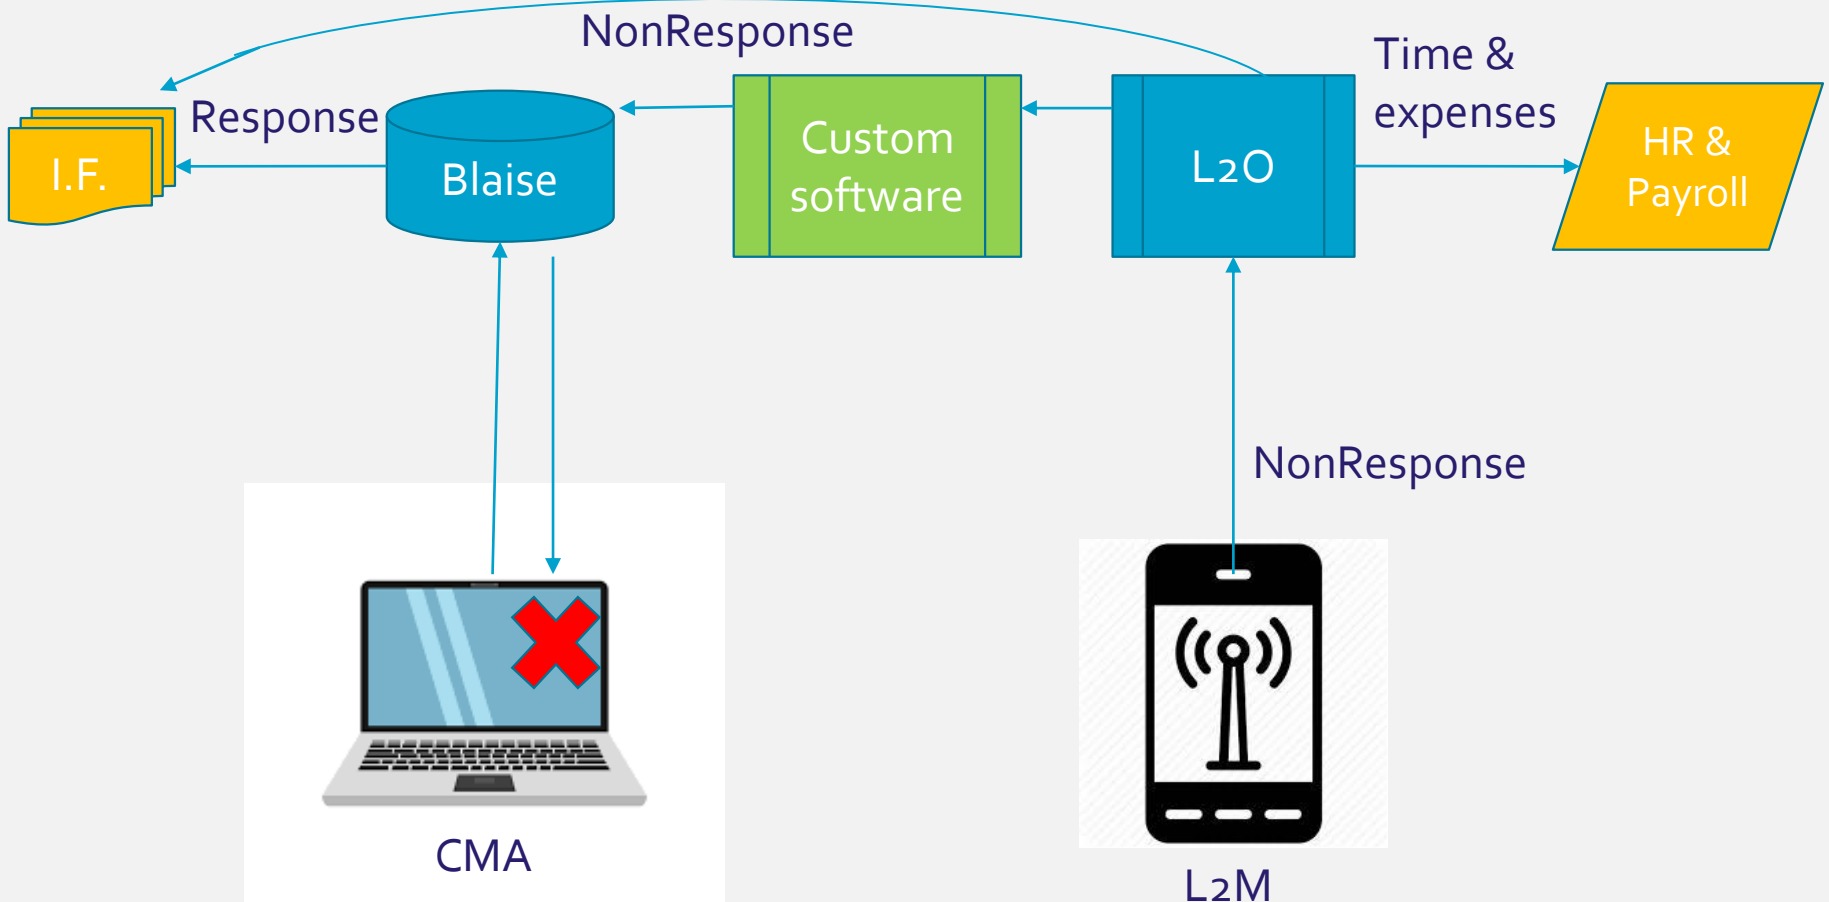 NonResponse
Time &
expenses
Response
I.F.
Blaise
Custom
software
L2O
HR &
Payroll
NonResponse
CMA
L2M